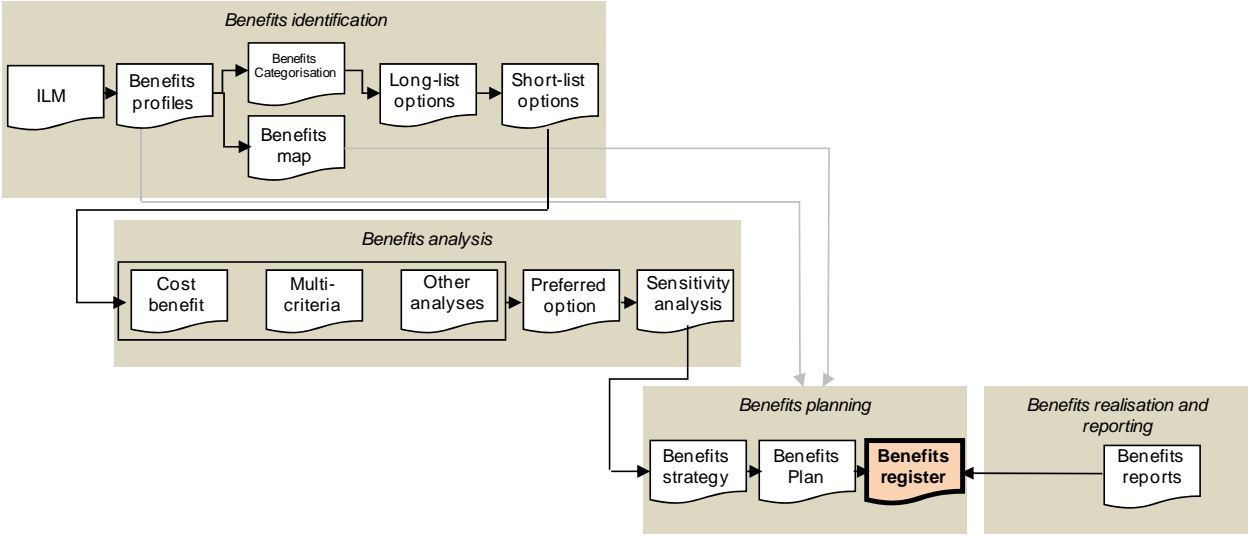 Benefits identification
ILM
Benefits
profiles
Benefits
Categorisation
Benefits
map
Long-list
options
Short-list
options
Benefits analysis
Cost
benefit
Multi-
criteria
Other
analyses
Preferred
option
Sensitivity
analysis
Benefits planning
Benefits
strategy
Benefits
Plan
Benefits
register
Benefits realisation and
reporting
Benefits
reports